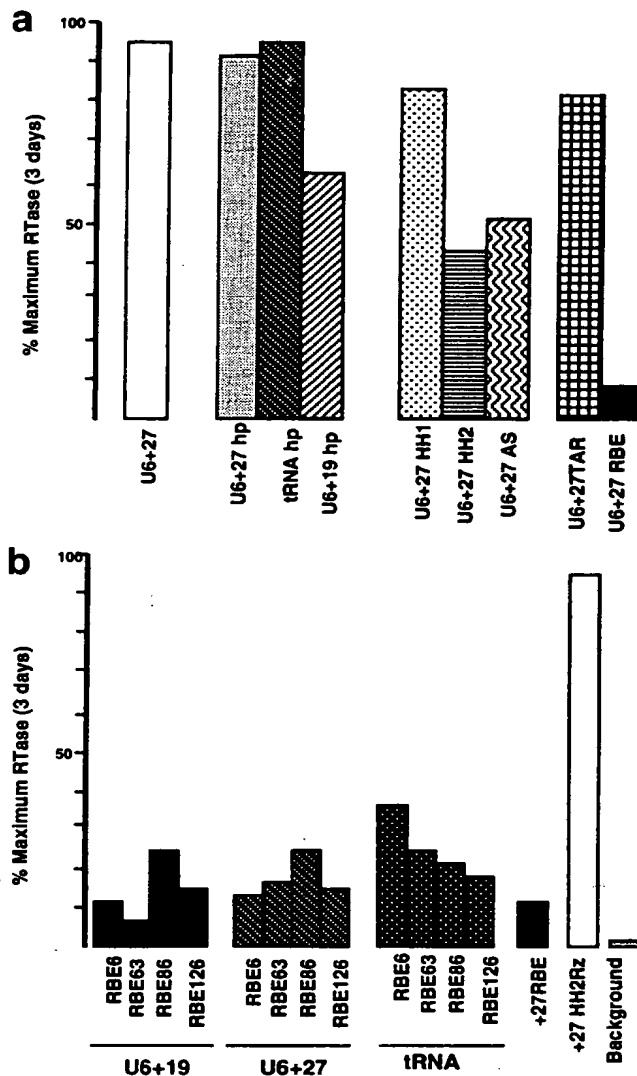 a
% Maximum RTase (3 days)
100
50
U6+27
U6+27 hp
tRNA hp
U6+19 hp
U6+27 HH1
U6+27 HH2
U6+27 AS
U6+27TAR
U6+27 RBE
b
% Maximum RTase (3 days)
100
50
RBE6
RBE63
RBE86
RBE126
U6+19
RBE6
RBE63
RBE86
RBE126
U6+27
RBE6
RBE63
RBE86
RBE126
tRNA
+27RBE
+27 HH2Rz
Background